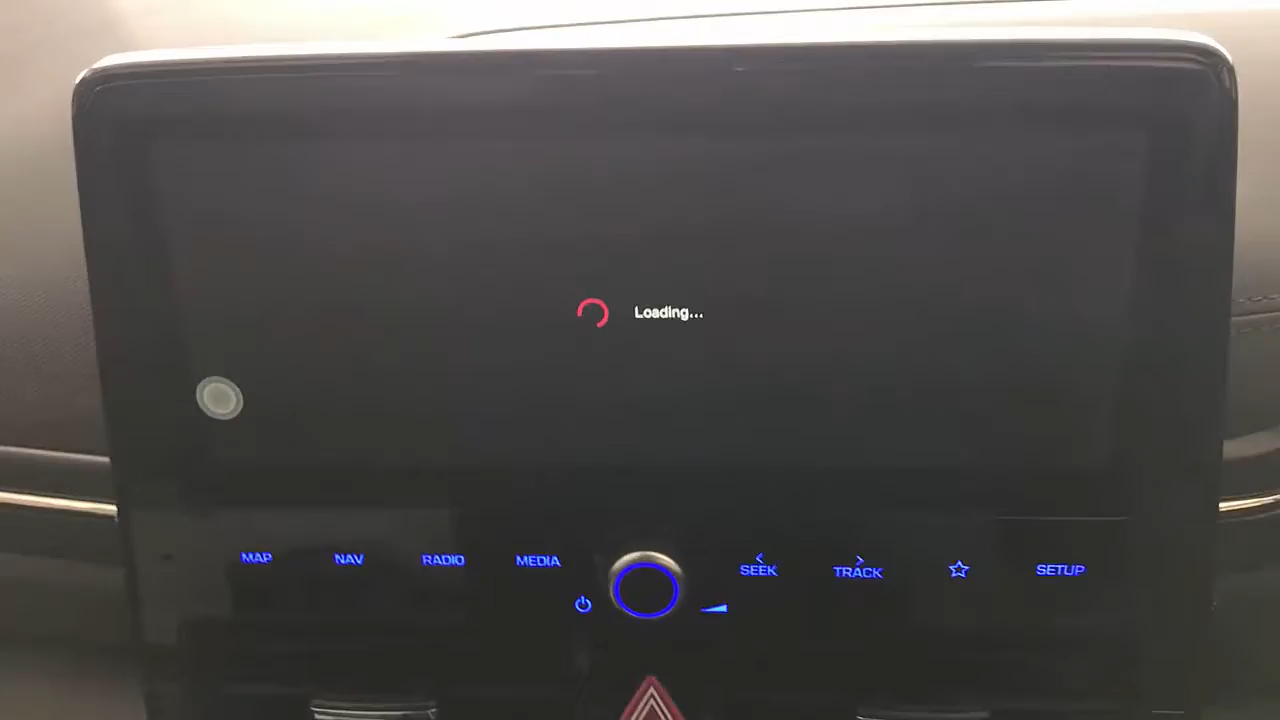 Loading...
MAP
NAV
RADIO
MEDIA
< SEEK
> TRACK
SETUP